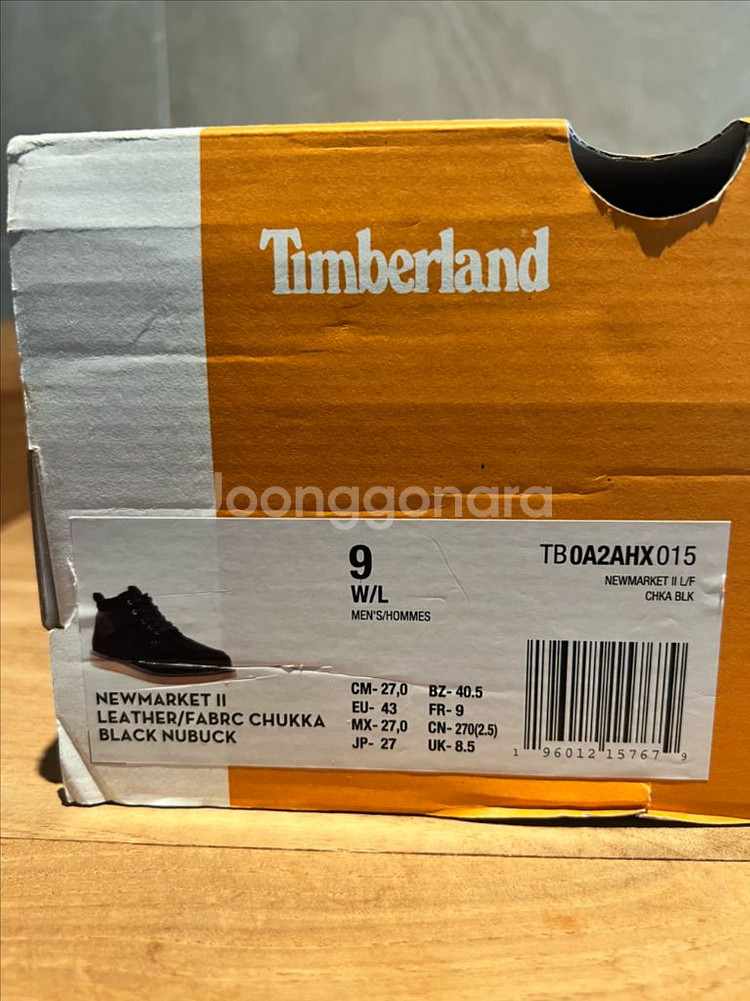 Timberland
Joonggonara
9
W/L
MEN'S/HOMMES
TB0A2AHX015
NEWMARKET II L/F
CHKA BLK
NEWMARKET II
LEATHER/FABRC CHUKKA
BLACK NUBUCK
CM- 27,0 BZ- 40.5
EU- 43 FR- 9
MX- 27,0 CN- 270(2.5)
JP- 27 UK- 8.5
1 96012 15767 9